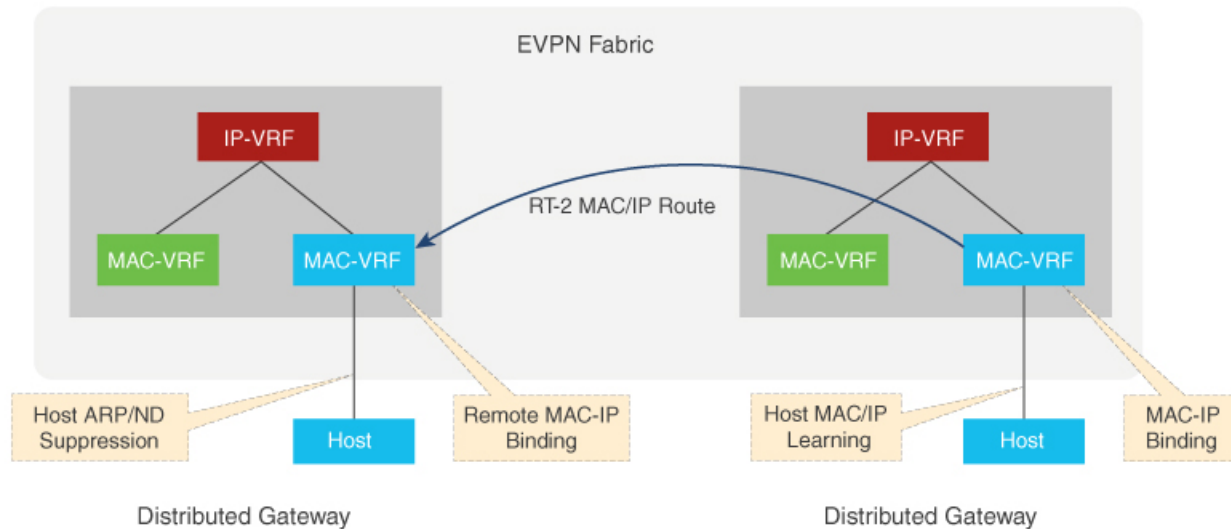 EVPN Fabric
IP-VRF
IP-VRF
RT-2 MAC/IP Route
MAC-VRF
MAC-VRF
MAC-VRF
MAC-VRF
Host ARP/ND
Suppression
Host
Remote MAC-IP
Binding
Host MAC/IP
Learning
Host
MAC-IP
Binding
Distributed Gateway
Distributed Gateway